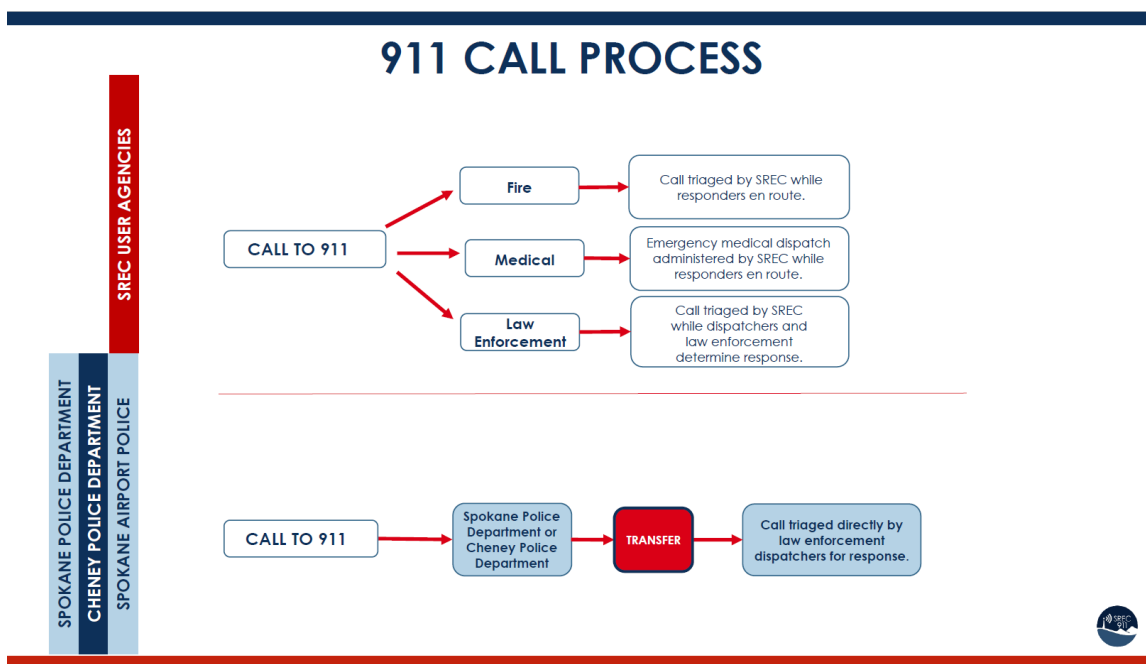 911 CALL PROCESS
SREC USER AGENCIES
Fire
Call triaged by SREC while
responders en route.
CALL TO 911
Medical
Emergency medical dispatch
administered by SREC while
responders en route.
Law
Enforcement
Call triaged by SREC
while dispatchers and
law enforcement
determine response.
SPOKANE POLICE DEPARTMENT
CHENEY POLICE DEPARTMENT
SPOKANE AIRPORT POLICE
CALL TO 911
Spokane Police
Department or
Cheney Police
Department
TRANSFER
Call triaged directly by
law enforcement
dispatchers for response.
SREC
911